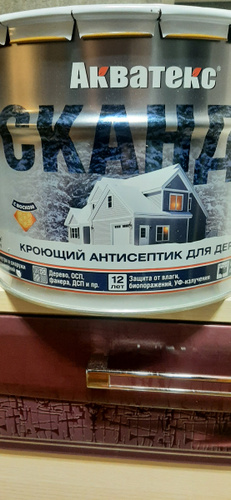 АКВАТЕКС®
СКАНД
С ВОСКОМ
КРОЮЩИЙ АНТИСЕПТИК ДЛЯ ДЕР
Дерево, ОСП,
фанера, ДСП и пр.
12
ЛЕТ
Защита от влаги,
биопоражений, УФ-излучения